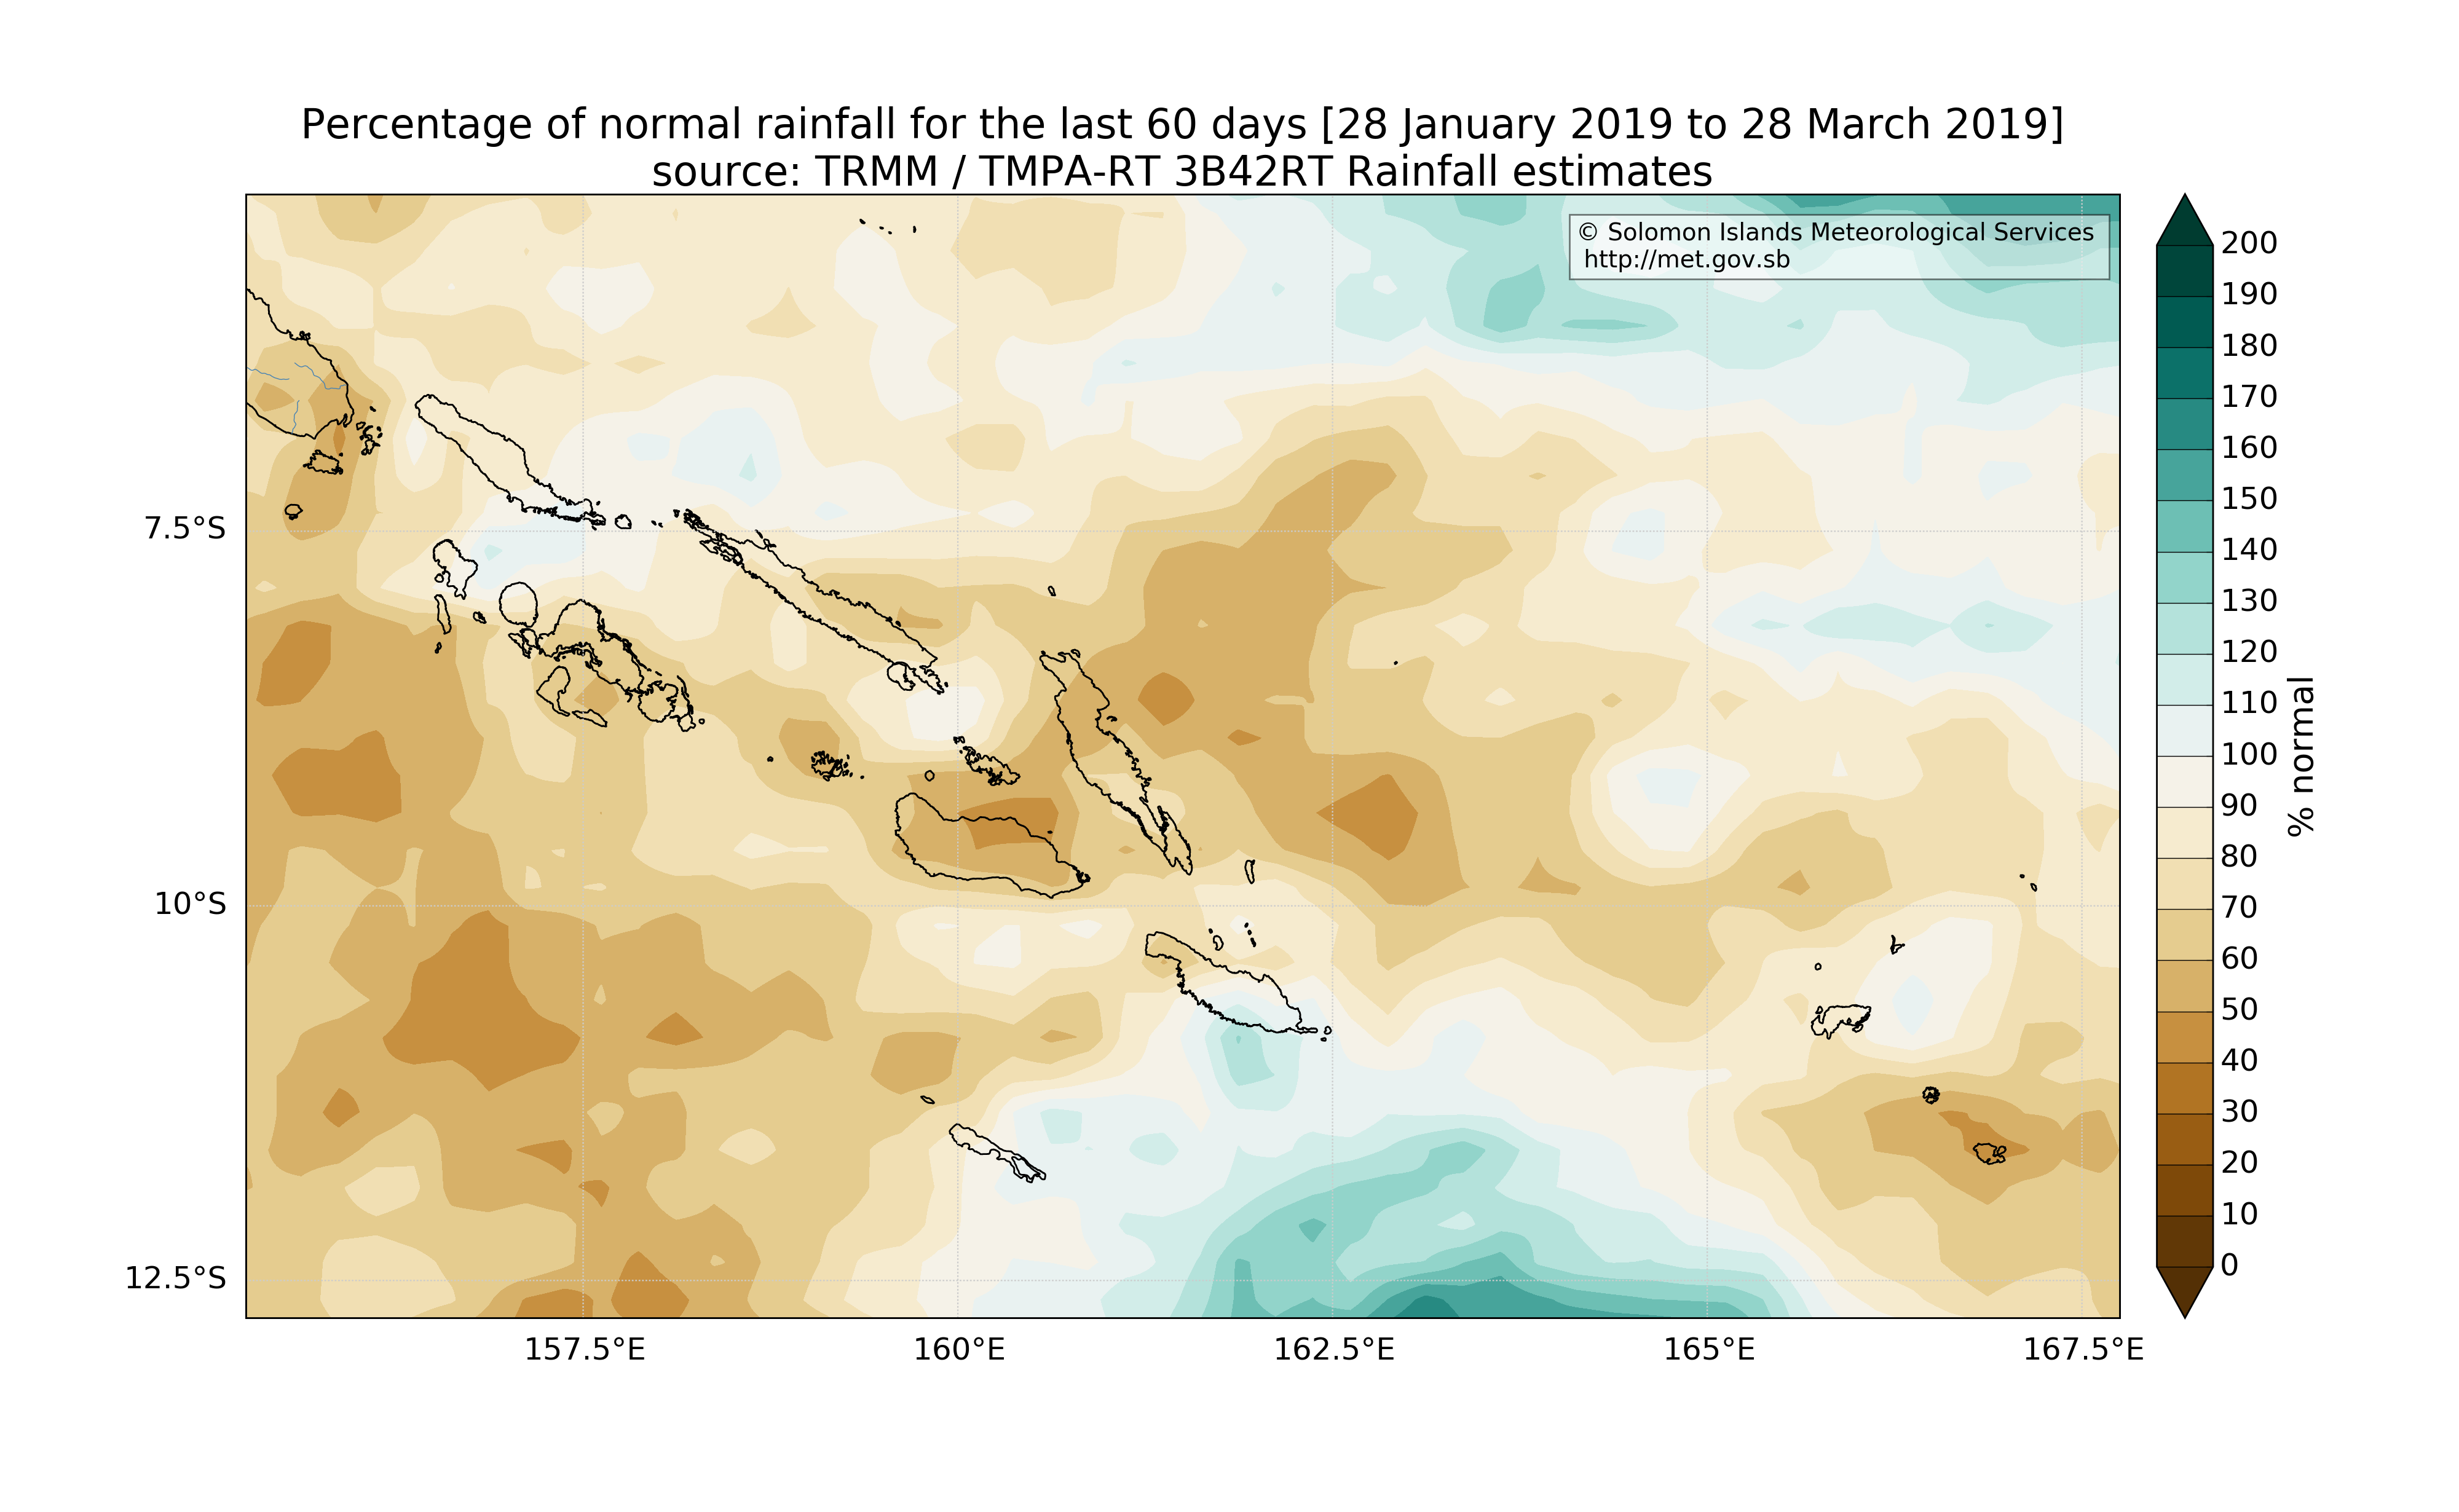 Percentage of normal rainfall for the last 60 days [28 January 2019 to 28 March 2019]
source: TRMM / TMPA-RT 3B42RT Rainfall estimates
© Solomon Islands Meteorological Services
http://met.gov.sb
7.5°S
10°S
12.5°S
157.5°E
160°E
162.5°E
165°E
167.5°E
200
190
180
170
160
150
140
130
120
110
100
90
80
70
60
50
40
30
20
10
0
% normal